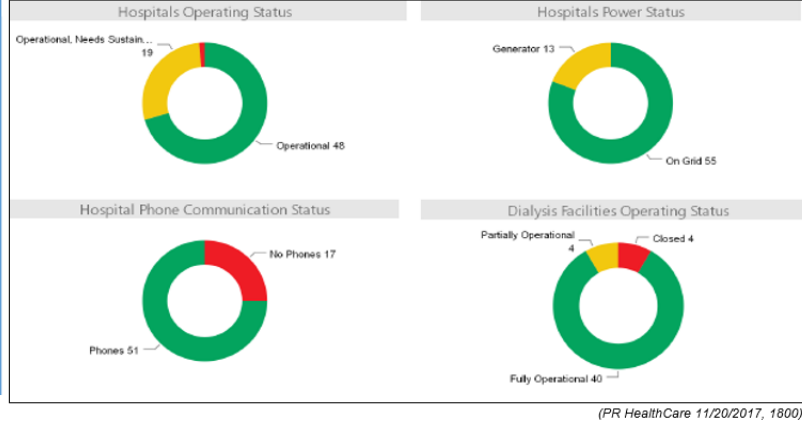 Hospitals Operating Status
Operational, Needs Sustain...
19
Operational 48
Hospitals Power Status
Generator 13
On Grid 55
Hospital Phone Communication Status
No Phones 17
Phones 51
Dialysis Facilities Operating Status
Partially Operational
4
Closed 4
Fully Operational 40
(PR HealthCare 11/20/2017, 1800)